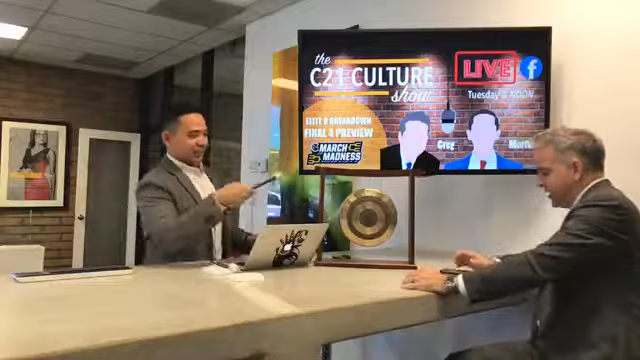 the
C21 CULTURE
show
LIVE
f
Tuesday's NOON
ELITE 8 BREAKDOWN
FINAL 4 PREVIEW
MARCH
MADNESS
Greg